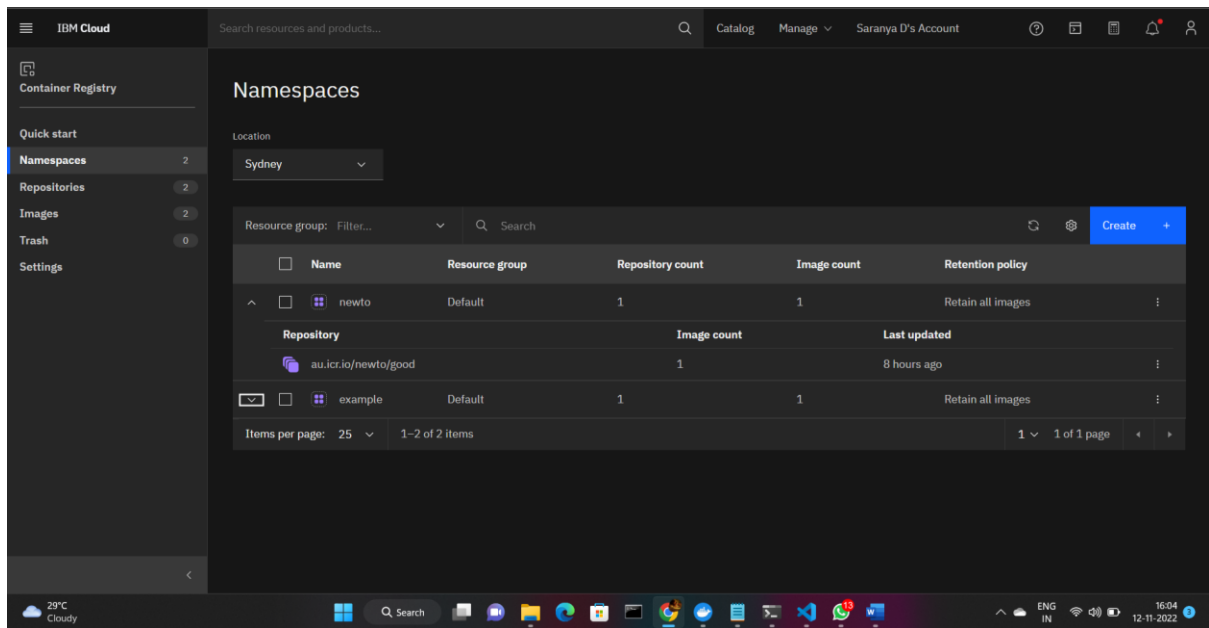 IBM Cloud
Search resources and products...
Catalog
Manage
Saranya D's Account
Container Registry
Quick start
Namespaces 2
Repositories 2
Images 2
Trash 0
Settings
Namespaces
Location
Sydney
Resource group: Filter...
Search
Create +
Name Resource group Repository count Image count Retention policy
newto Default 1 1 Retain all images
Repository Image count Last updated
au.icr.io/newto/good 1 8 hours ago
example Default 1 1 Retain all images
Items per page: 25 1–2 of 2 items 1 1 of 1 page
29°C
Cloudy
Search
13
ENG
IN
16:04
12-11-2022
3